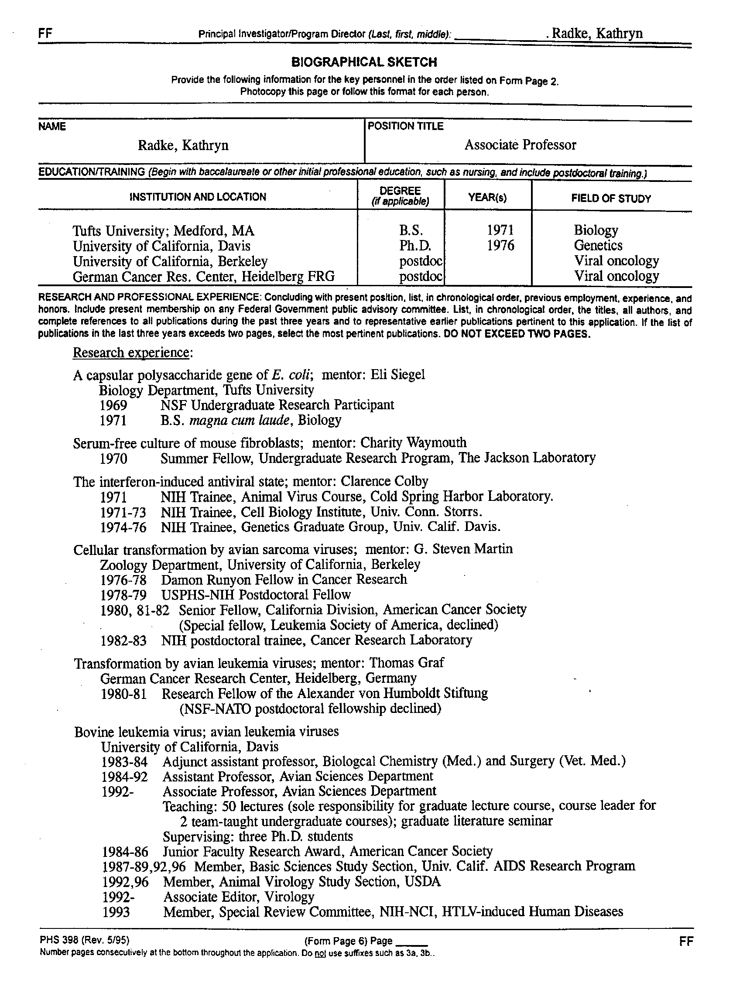 FF Principal Investigator/Program Director (Last, first, middle): Radke, Kathryn
BIOGRAPHICAL SKETCH
Provide the following information for the key personnel in the order listed on Form Page 2.
Photocopy this page or follow this format for each person.
NAME POSITION TITLE
Radke, Kathryn Associate Professor
EDUCATION/TRAINING (Begin with baccalaureate or other initial professional education, such as nursing, and include postdoctoral training.)
INSTITUTION AND LOCATION DEGREE (if applicable) YEAR(s) FIELD OF STUDY
Tufts University; Medford, MA B.S. 1971 Biology
University of California, Davis Ph.D. 1976 Genetics
University of California, Berkeley postdoc Viral oncology
German Cancer Res. Center, Heidelberg FRG postdoc Viral oncology
RESEARCH AND PROFESSIONAL EXPERIENCE: Concluding with present position, list, in chronological order, previous employment, experience, and
honors. Include present membership on any Federal Government public advisory committee. List, in chronological order, the titles, all authors, and
complete references to all publications during the past three years and to representative earlier publications pertinent to this application. If the list of
publications in the last three years exceeds two pages, select the most pertinent publications. DO NOT EXCEED TWO PAGES.
Research experience:
A capsular polysaccharide gene of E. coli; mentor: Eli Siegel
Biology Department, Tufts University
1969 NSF Undergraduate Research Participant
1971 B.S. magna cum laude, Biology
Serum-free culture of mouse fibroblasts; mentor: Charity Waymouth
1970 Summer Fellow, Undergraduate Research Program, The Jackson Laboratory
The interferon-induced antiviral state; mentor: Clarence Colby
1971 NIH Trainee, Animal Virus Course, Cold Spring Harbor Laboratory.
1971-73 NIH Trainee, Cell Biology Institute, Univ. Conn. Storrs.
1974-76 NIH Trainee, Genetics Graduate Group, Univ. Calif. Davis.
Cellular transformation by avian sarcoma viruses; mentor: G. Steven Martin
Zoology Department, University of California, Berkeley
1976-78 Damon Runyon Fellow in Cancer Research
1978-79 USPHS-NIH Postdoctoral Fellow
1980, 81-82 Senior Fellow, California Division, American Cancer Society
(Special fellow, Leukemia Society of America, declined)
1982-83 NIH postdoctoral trainee, Cancer Research Laboratory
Transformation by avian leukemia viruses; mentor: Thomas Graf
German Cancer Research Center, Heidelberg, Germany
1980-81 Research Fellow of the Alexander von Humboldt Stiftung
(NSF-NATO postdoctoral fellowship declined)
Bovine leukemia virus; avian leukemia viruses
University of California, Davis
1983-84 Adjunct assistant professor, Biologcal Chemistry (Med.) and Surgery (Vet. Med.)
1984-92 Assistant Professor, Avian Sciences Department
1992- Associate Professor, Avian Sciences Department
Teaching: 50 lectures (sole responsibility for graduate lecture course, course leader for
2 team-taught undergraduate courses); graduate literature seminar
Supervising: three Ph.D. students
1984-86 Junior Faculty Research Award, American Cancer Society
1987-89,92,96 Member, Basic Sciences Study Section, Univ. Calif. AIDS Research Program
1992,96 Member, Animal Virology Study Section, USDA
1992- Associate Editor, Virology
1993 Member, Special Review Committee, NIH-NCI, HTLV-induced Human Diseases
PHS 398 (Rev. 5/95) (Form Page 6) Page ____ FF
Number pages consecutively at the bottom throughout the application. Do not use suffixes such as 3a, 3b..